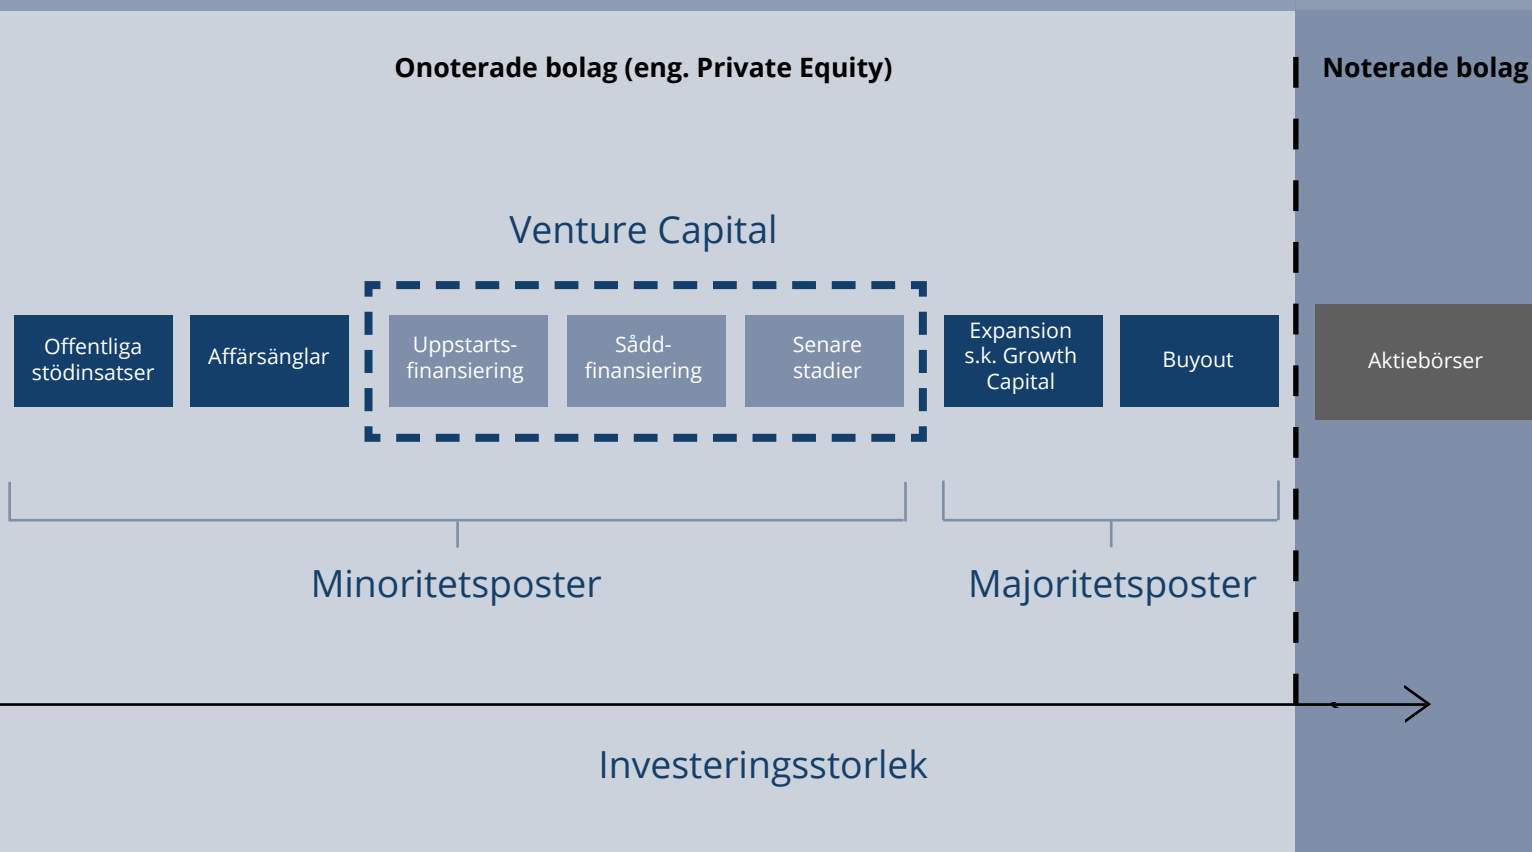 Onoterade bolag (eng. Private Equity)
Noterade bolag
Venture Capital
Offentliga
stödinsatser
Affärsänglar
Uppstarts-
finansiering
Sådd-
finansiering
Senare
stadier
Expansion
s.k. Growth
Capital
Buyout
Aktiebörser
Minoritetsposter
Majoritetsposter
Investeringsstorlek